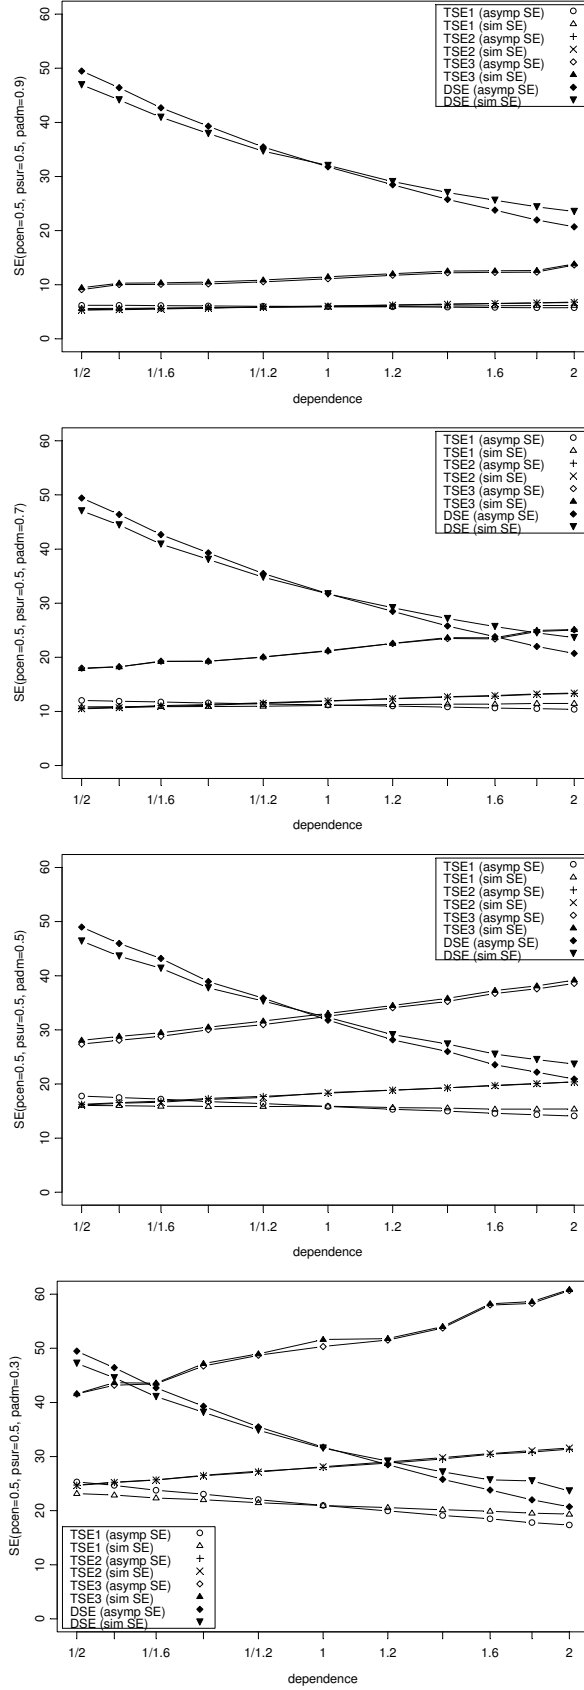 SE(pcen=0.5, psur=0.5, padm=0.9)
60
50
40
30
20
10
0
TSE1 (asymp SE)
TSE1 (sim SE)
TSE2 (asymp SE)
TSE2 (sim SE)
TSE3 (asymp SE)
TSE3 (sim SE)
DSE (asymp SE)
DSE (sim SE)
1/2 1/1.6 1/1.2 1 1.2 1.6 2
dependence
SE(pcen=0.5, psur=0.5, padm=0.7)
60
50
40
30
20
10
0
TSE1 (asymp SE)
TSE1 (sim SE)
TSE2 (asymp SE)
TSE2 (sim SE)
TSE3 (asymp SE)
TSE3 (sim SE)
DSE (asymp SE)
DSE (sim SE)
1/2 1/1.6 1/1.2 1 1.2 1.6 2
dependence
SE(pcen=0.5, psur=0.5, padm=0.5)
60
50
40
30
20
10
0
TSE1 (asymp SE)
TSE1 (sim SE)
TSE2 (asymp SE)
TSE2 (sim SE)
TSE3 (asymp SE)
TSE3 (sim SE)
DSE (asymp SE)
DSE (sim SE)
1/2 1/1.6 1/1.2 1 1.2 1.6 2
dependence
SE(pcen=0.5, psur=0.5, padm=0.3)
60
50
40
30
20
10
0
TSE1 (asymp SE)
TSE1 (sim SE)
TSE2 (asymp SE)
TSE2 (sim SE)
TSE3 (asymp SE)
TSE3 (sim SE)
DSE (asymp SE)
DSE (sim SE)
1/2 1/1.6 1/1.2 1 1.2 1.6 2
dependence